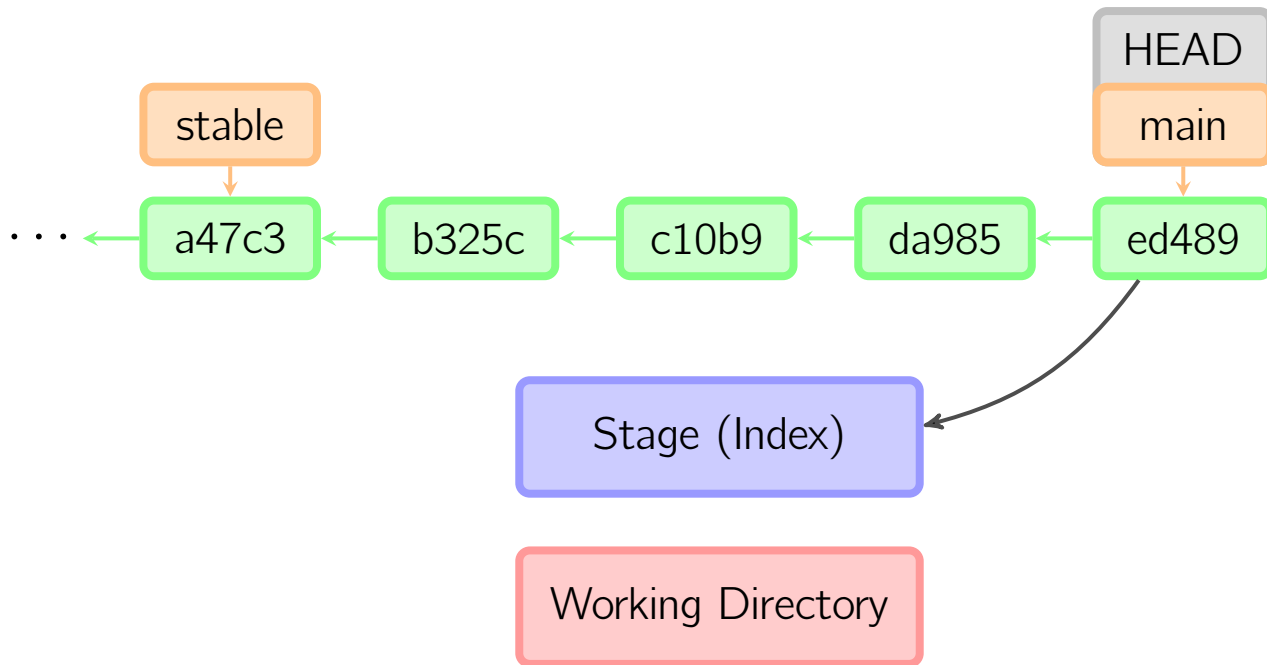 HEAD
stable
main
... a47c3 b325c c10b9 da985 ed489
Stage (Index)
Working Directory